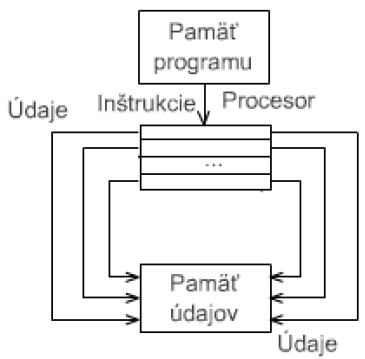 Pamäť
programu
Údaje
Inštrukcie
Procesor
...
Pamäť
údajov
Údaje